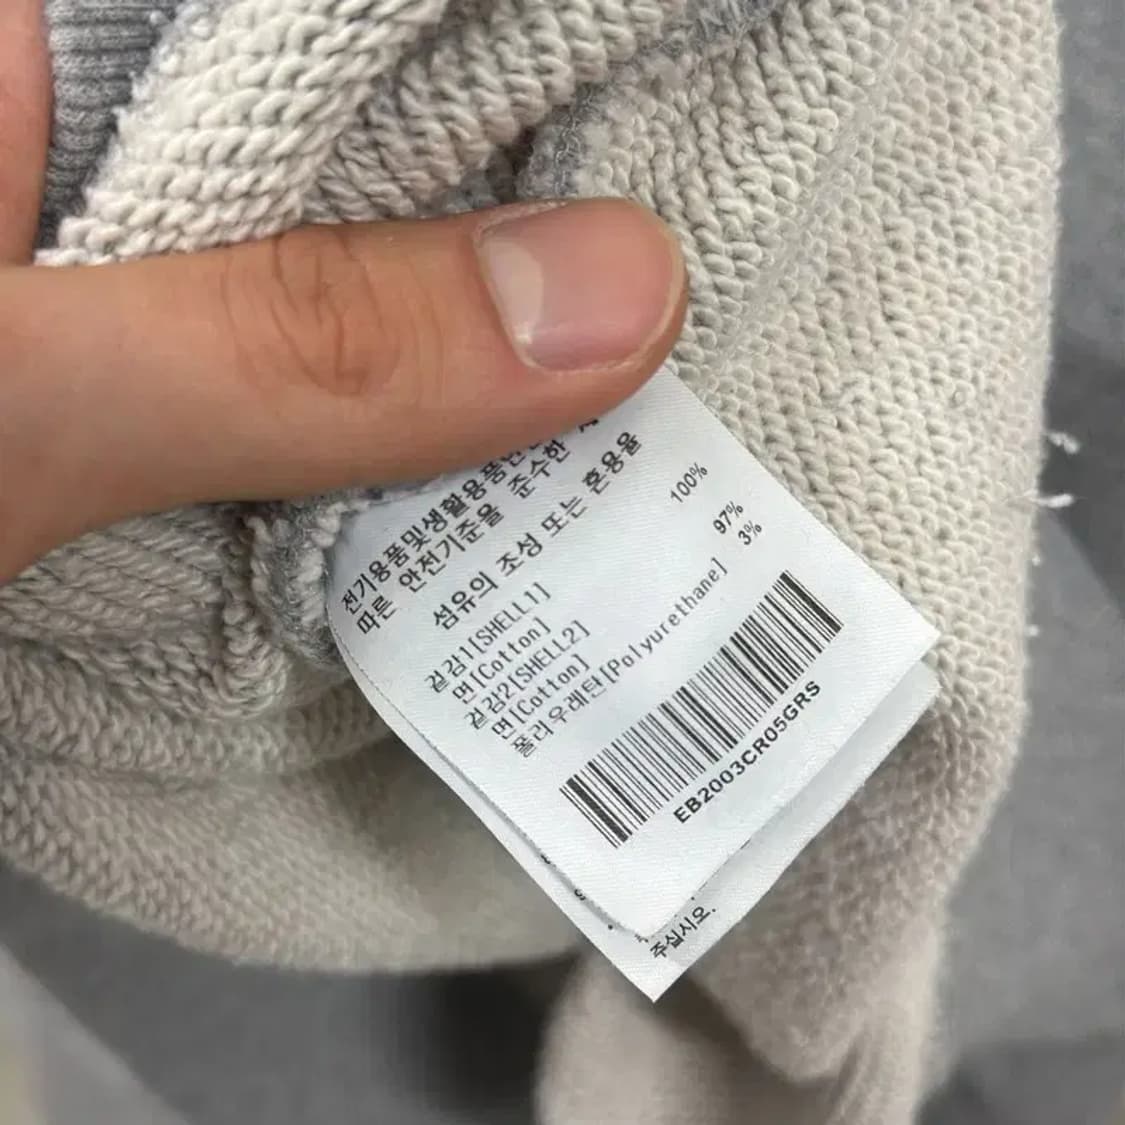 전기용품및생활용품안전
따른 안전기준을 준수한
섬유의 조성 또는 혼용율
겉감1[SHELL1]
면[Cotton] 100%
겉감2[SHELL2]
면[Cotton] 97%
폴리우레탄[Polyurethane] 3%
EB2003CR05GRS
주십시오.